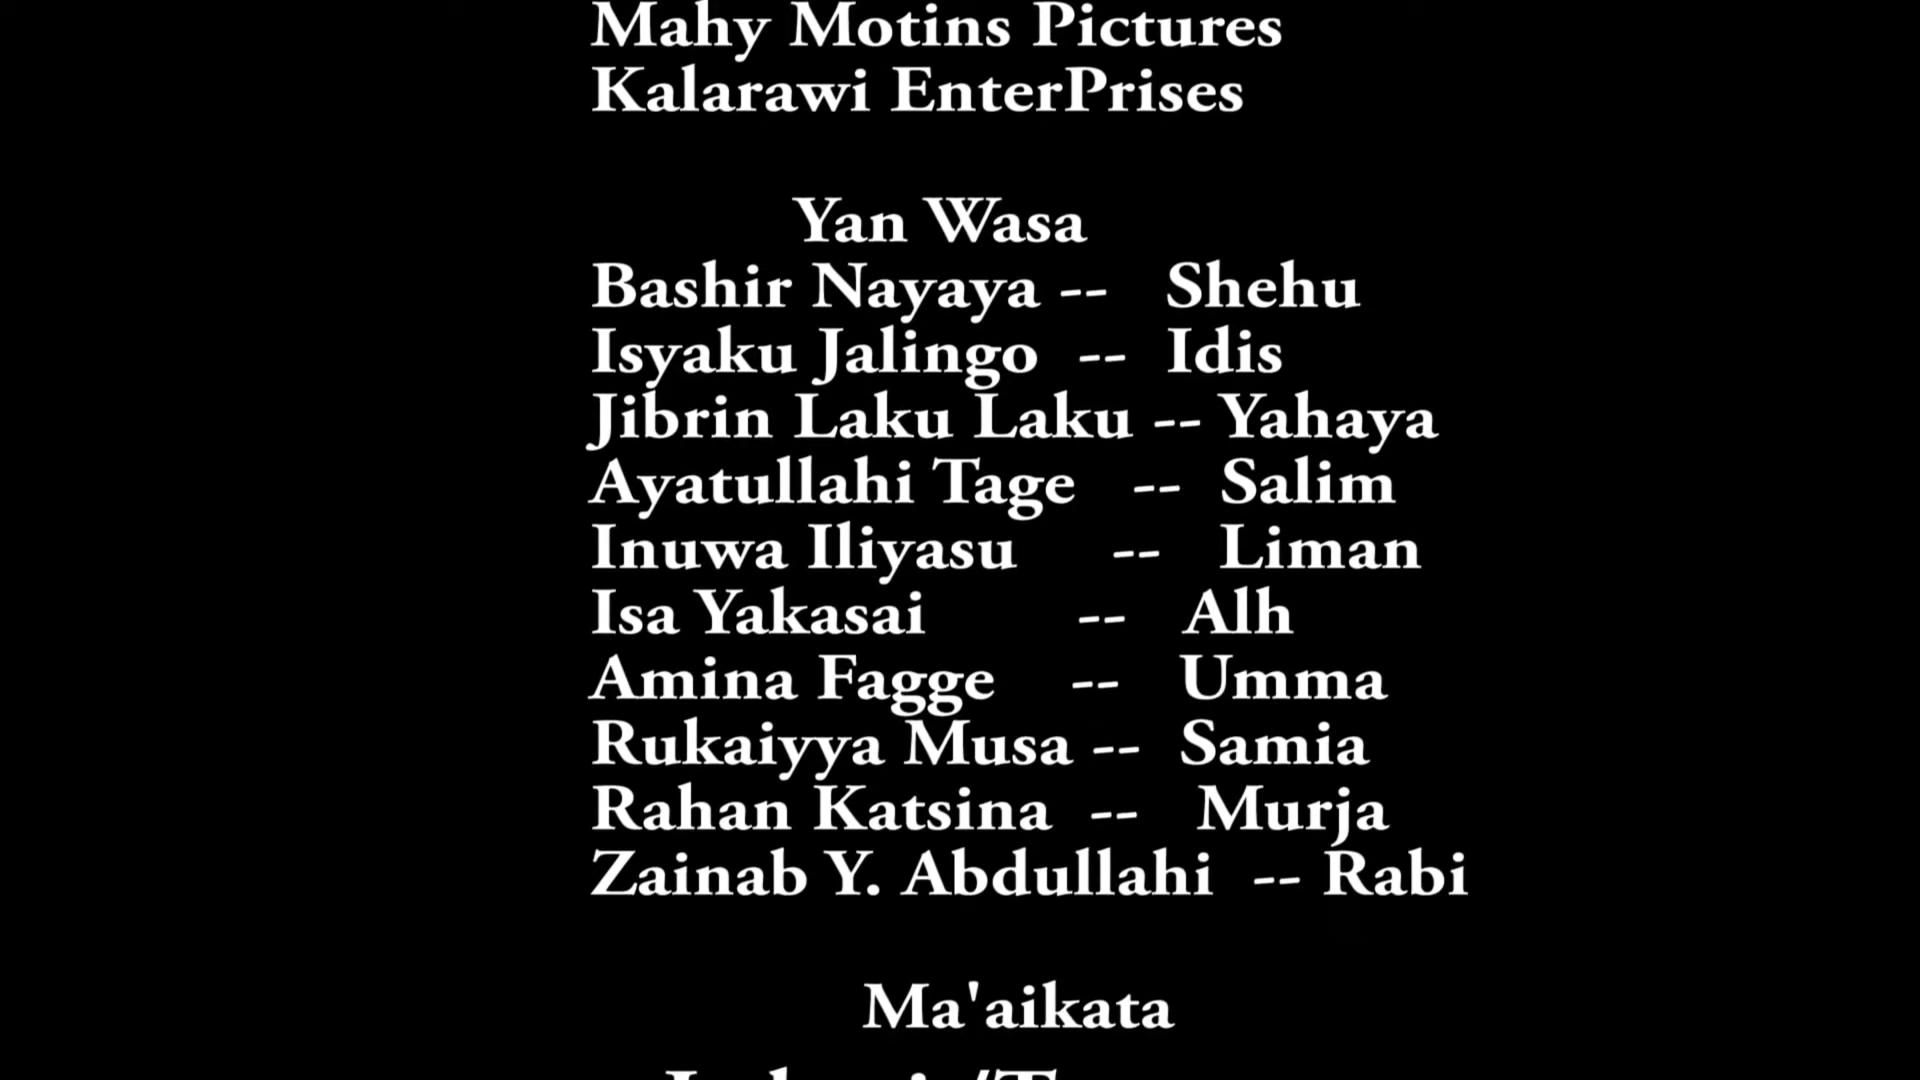 Mahy Motins Pictures
Kalarawi EnterPrises
Yan Wasa
Bashir Nayaya -- Shehu
Isyaku Jalingo -- Idis
Jibrin Laku Laku -- Yahaya
Ayatullahi Tage -- Salim
Inuwa Iliyasu -- Liman
Isa Yakasai -- Alh
Amina Fagge -- Umma
Rukaiyya Musa -- Samia
Rahan Katsina -- Murja
Zainab Y. Abdullahi -- Rabi
Ma'aikata